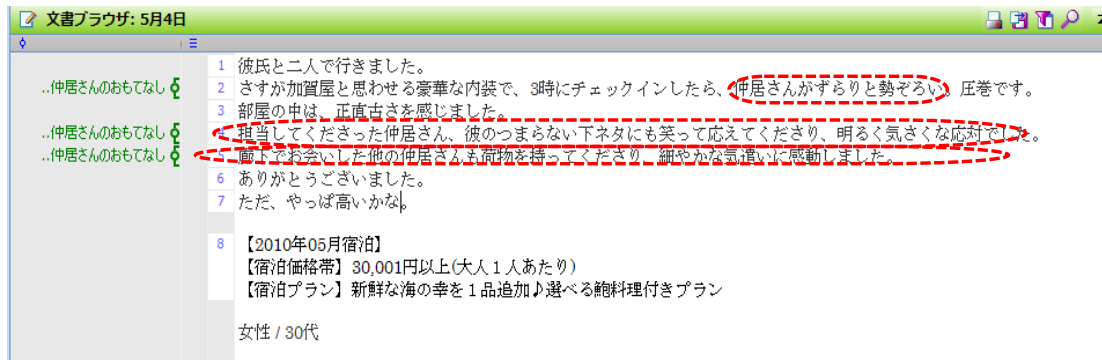 文書ブラウザ: 5月4日
1 彼氏と二人で行きました。
..仲居さんのおもてなし 2 さすが加賀屋と思わせる豪華な内装で、3時にチェックインしたら、仲居さんがずらりと勢ぞろい。圧巻です。
3 部屋の中は、正直古さを感じました。
..仲居さんのおもてなし 4 担当してくださった仲居さん、彼のつまらない下ネタにも笑って応えてくださり、明るく気さくな応対でした。
..仲居さんのおもてなし 5 廊下でお会いした他の仲居さんも荷物を持ってくださり、細やかな気遣いに感動しました。
6 ありがとうございました。
7 ただ、やっぱ高いかな。
8 【2010年05月宿泊】
【宿泊価格帯】30,001円以上(大人1人あたり)
【宿泊プラン】新鮮な海の幸を1品追加♪選べる鮑料理付きプラン
女性 / 30代